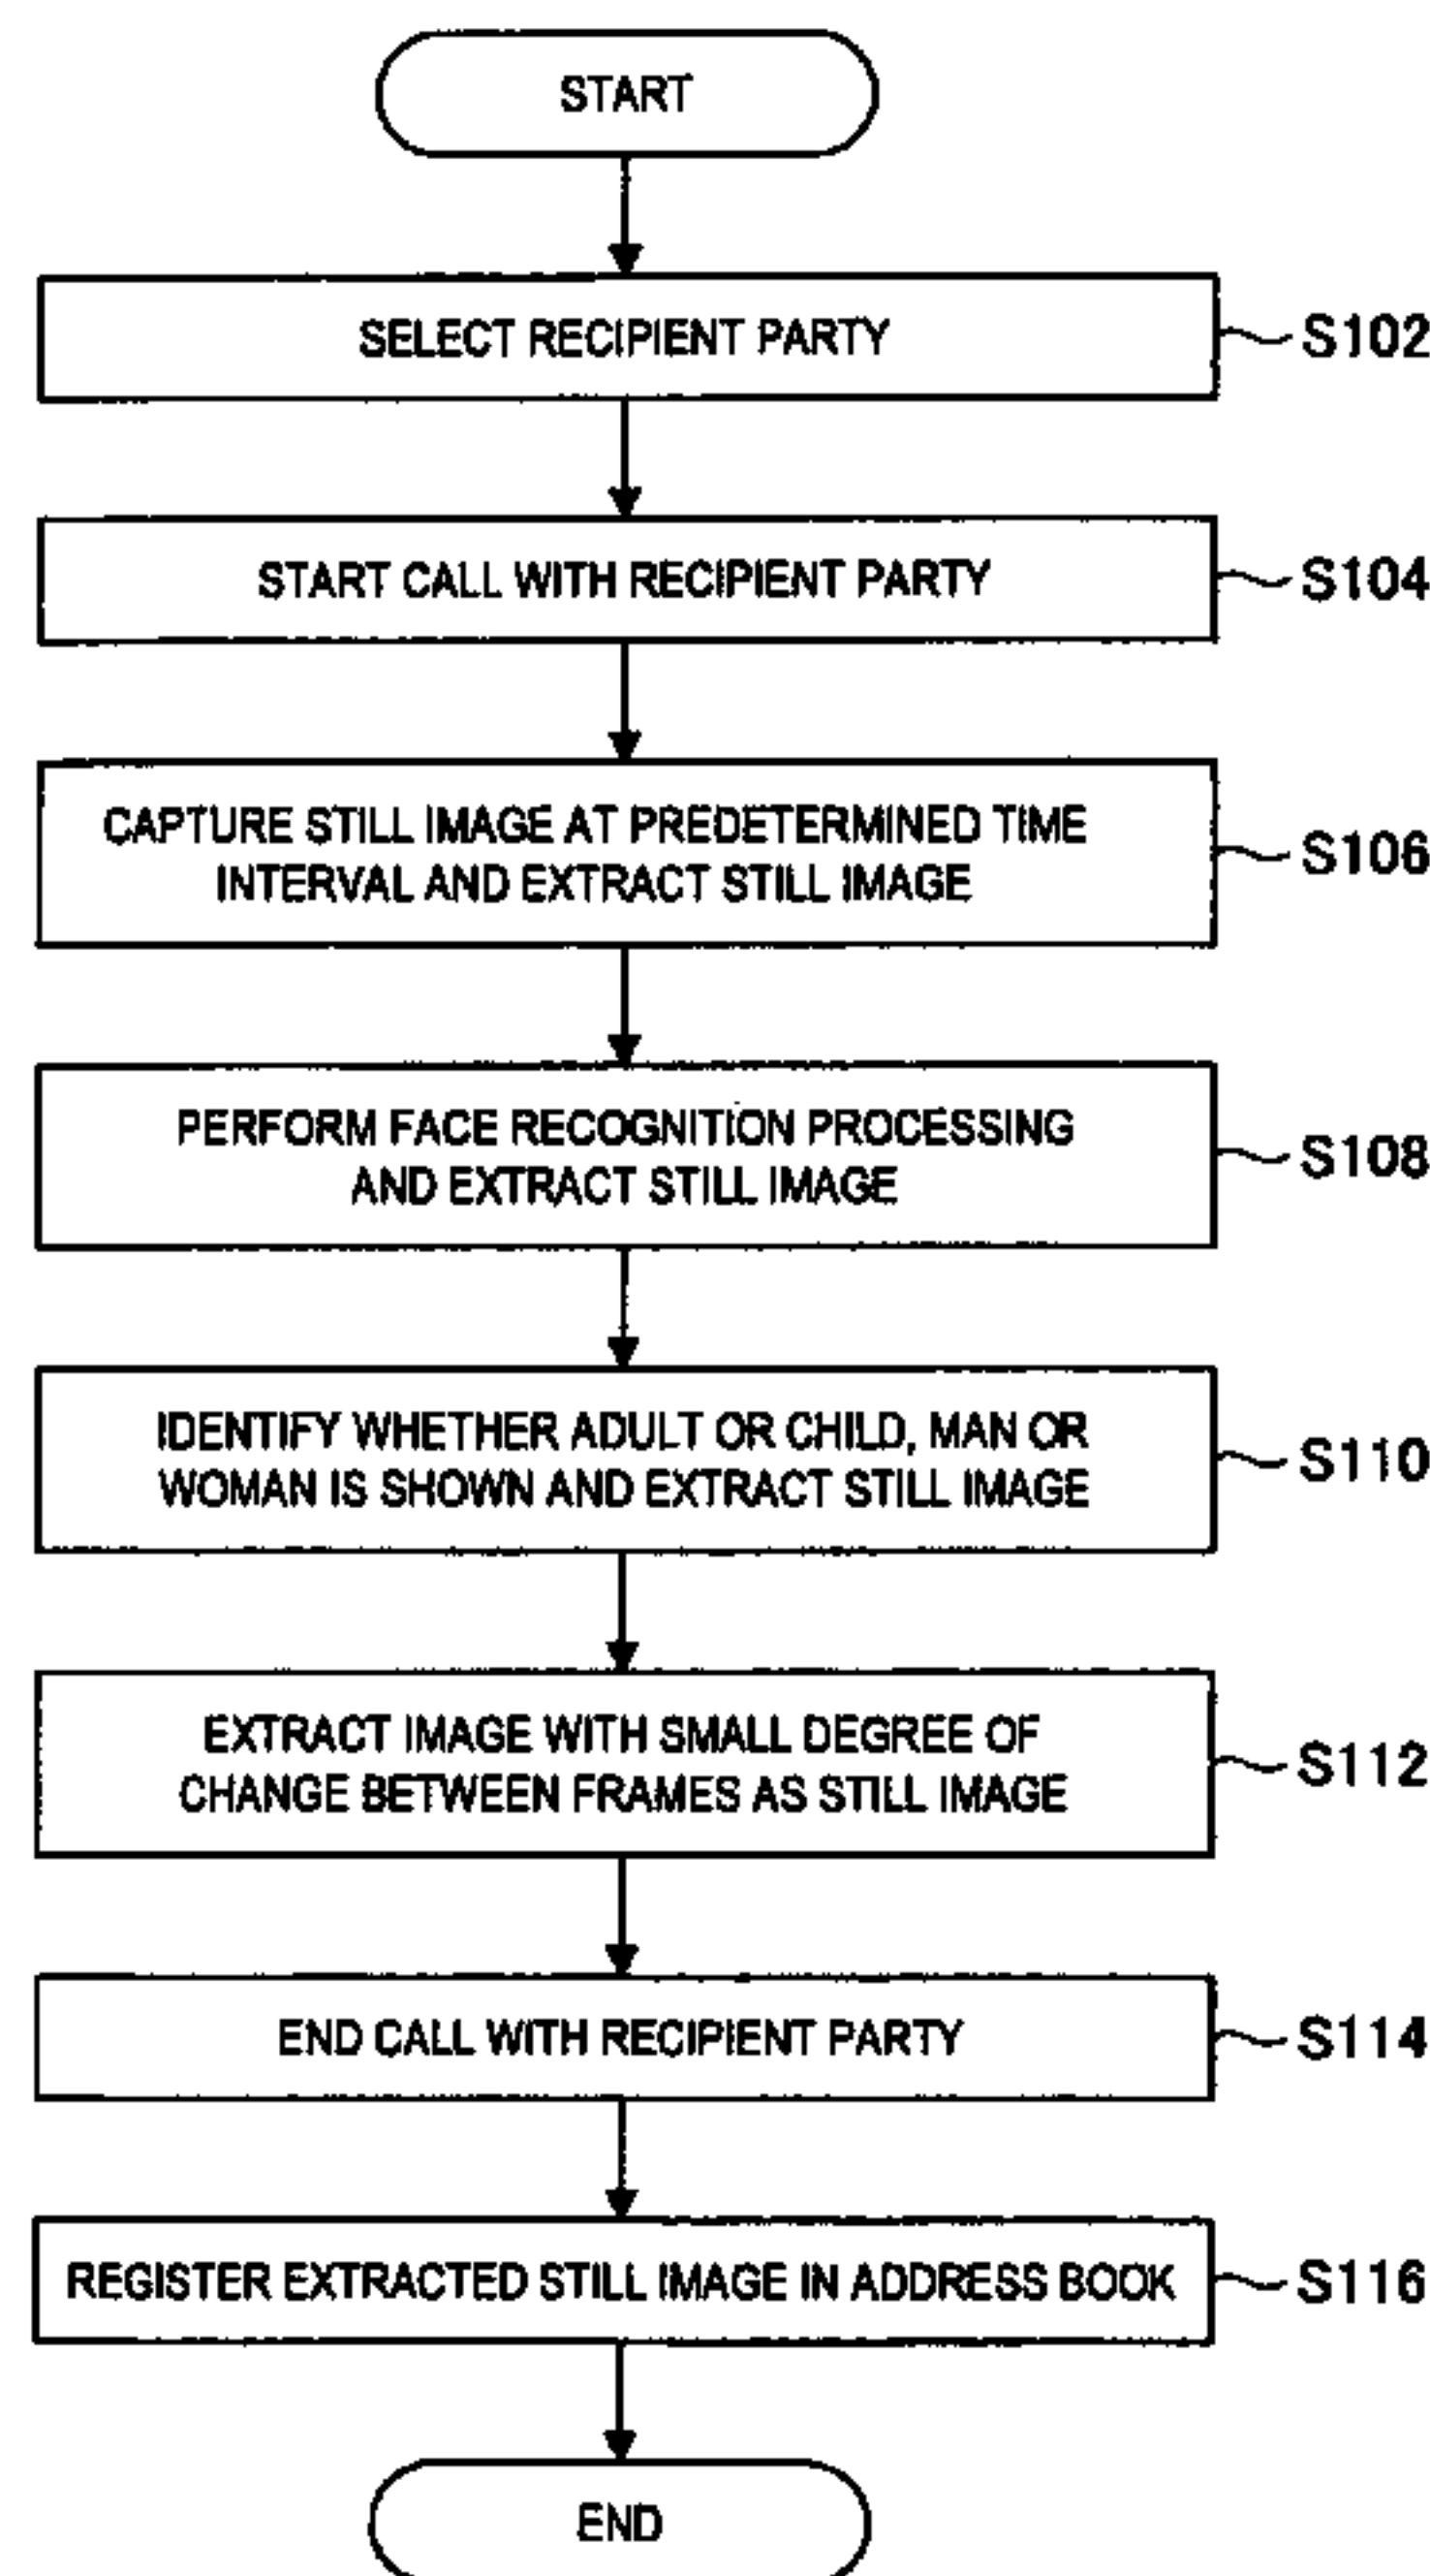 START
SELECT RECIPIENT PARTY
S102
START CALL WITH RECIPIENT PARTY
S104
CAPTURE STILL IMAGE AT PREDETERMINED TIME
INTERVAL AND EXTRACT STILL IMAGE
S106
PERFORM FACE RECOGNITION PROCESSING
AND EXTRACT STILL IMAGE
S108
IDENTIFY WHETHER ADULT OR CHILD, MAN OR
WOMAN IS SHOWN AND EXTRACT STILL IMAGE
S110
EXTRACT IMAGE WITH SMALL DEGREE OF
CHANGE BETWEEN FRAMES AS STILL IMAGE
S112
END CALL WITH RECIPIENT PARTY
S114
REGISTER EXTRACTED STILL IMAGE IN ADDRESS BOOK
S116
END